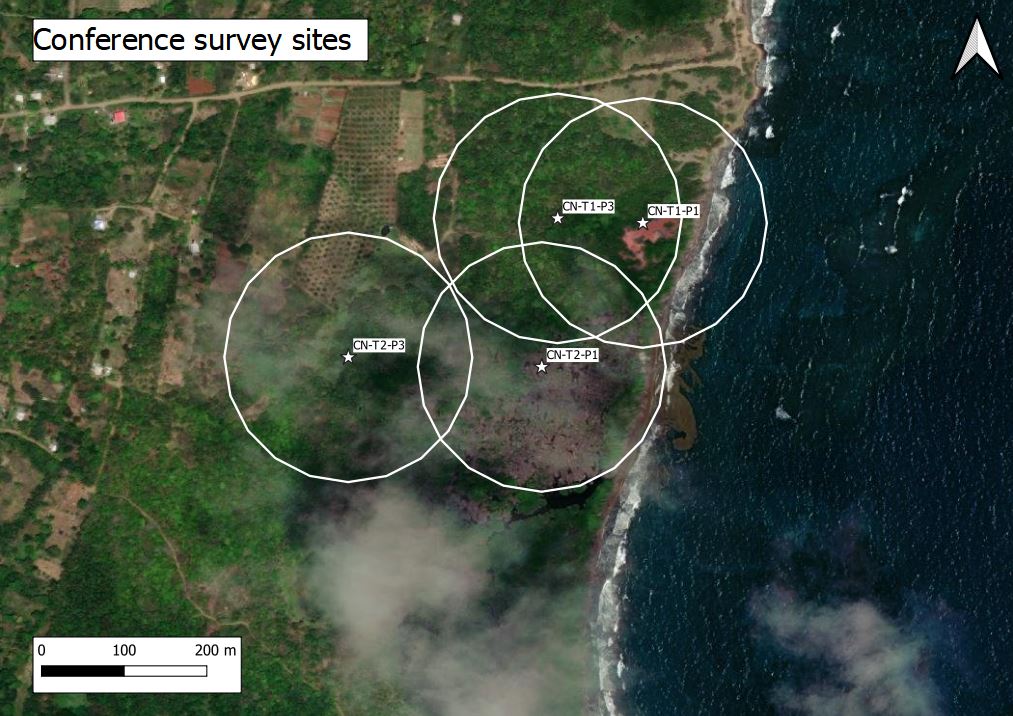 Conference survey sites
CN-T1-P3
CN-T1-P1
CN-T2-P3
CN-T2-P1
0 100 200 m